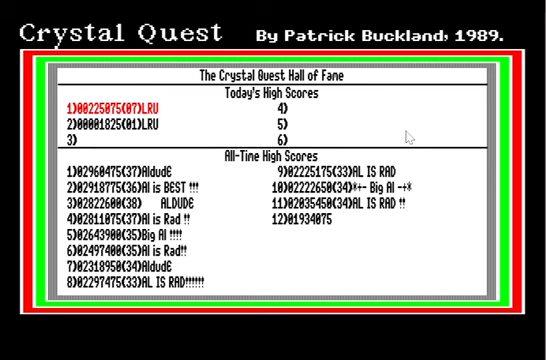 Crystal Quest By Patrick Buckland, 1989.
The Crystal Quest Hall of Fane
Today's High Scores
1)00225075(07)LRU 4)
2)00001825(01)LRU 5)
3) 6)
All-Time High Scores
1)02960475(37)AldudE
2)02918775(36)Al is BEST !!!
3)02822600(38) ALDUDE
4)02811075(37)Al is Rad !!
5)02643900(35)Big Al !!!!
6)02497400(35)Al is Rad!!
7)02318950(34)AldudE
8)02297475(33)AL IS RAD!!!!!!
9)02225175(33)AL IS RAD
10)02222650(34)*+- Big Al -+*
11)02035450(34)AL IS RAD !!
12)01934075